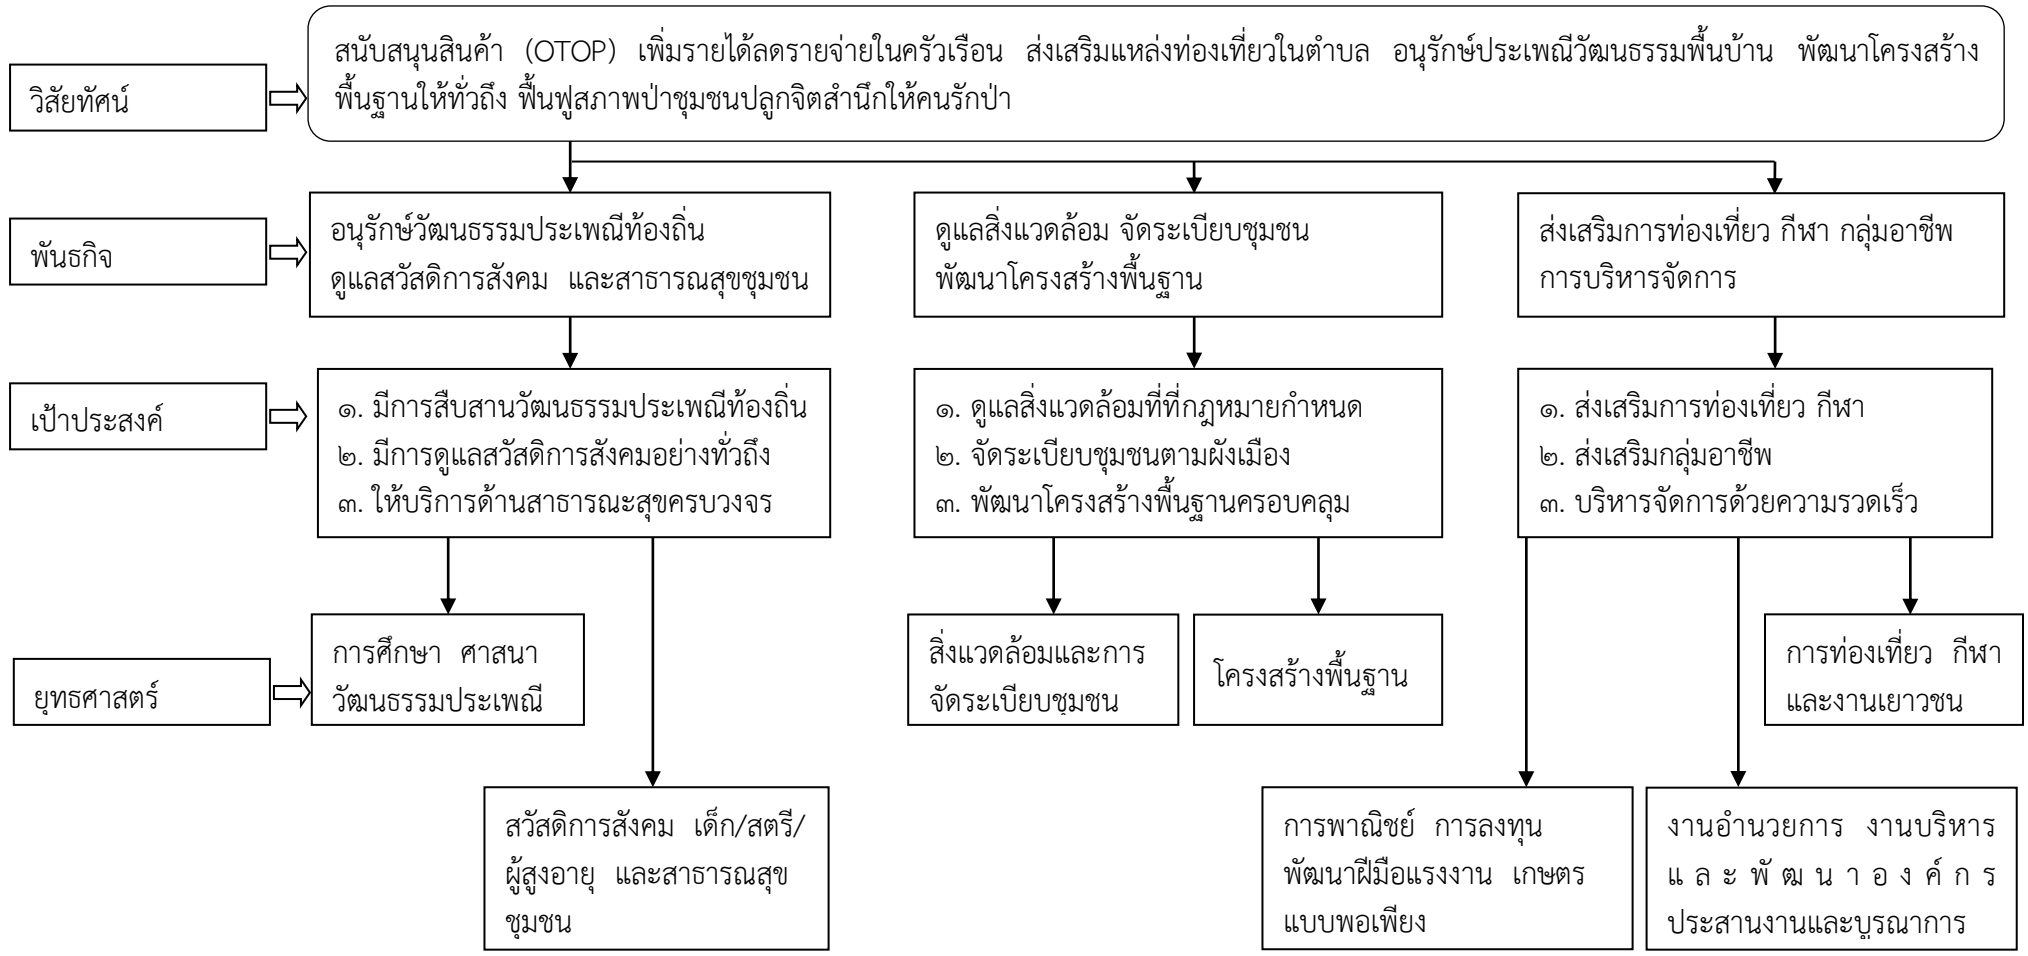 วิสัยทัศน์
สนับสนุนสินค้า (OTOP) เพิ่มรายได้ลดรายจ่ายในครัวเรือน ส่งเสริมแหล่งท่องเที่ยวในตำบล อนุรักษ์ประเพณีวัฒนธรรมพื้นบ้าน พัฒนาโครงสร้าง
พื้นฐานให้ทั่วถึง ฟื้นฟูสภาพป่าชุมชนปลูกจิตสำนึกให้คนรักป่า
พันธกิจ
อนุรักษ์วัฒนธรรมประเพณีท้องถิ่น
ดูแลสวัสดิการสังคม และสาธารณสุขชุมชน
ดูแลสิ่งแวดล้อม จัดระเบียบชุมชน
พัฒนาโครงสร้างพื้นฐาน
ส่งเสริมการท่องเที่ยว กีฬา กลุ่มอาชีพ
การบริหารจัดการ
เป้าประสงค์
๑. มีการสืบสานวัฒนธรรมประเพณีท้องถิ่น
๒. มีการดูแลสวัสดิการสังคมอย่างทั่วถึง
๓. ให้บริการด้านสาธารณะสุขครบวงจร
๑. ดูแลสิ่งแวดล้อมที่ที่กฎหมายกำหนด
๒. จัดระเบียบชุมชนตามผังเมือง
๓. พัฒนาโครงสร้างพื้นฐานครอบคลุม
๑. ส่งเสริมการท่องเที่ยว กีฬา
๒. ส่งเสริมกลุ่มอาชีพ
๓. บริหารจัดการด้วยความรวดเร็ว
ยุทธศาสตร์
การศึกษา ศาสนา
วัฒนธรรมประเพณี
สิ่งแวดล้อมและการ
จัดระเบียบชุมชน
โครงสร้างพื้นฐาน
การท่องเที่ยว กีฬา
และงานเยาวชน
สวัสดิการสังคม เด็ก/สตรี/
ผู้สูงอายุ และสาธารณสุข
ชุมชน
การพาณิชย์ การลงทุน
พัฒนาฝีมือแรงงาน เกษตร
แบบพอเพียง
งานอำนวยการ งานบริหาร
และพัฒนาองค์กร
ประสานงานและบูรณาการ